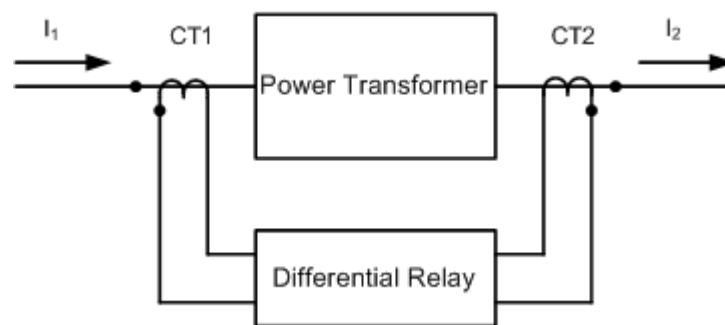 I₁
CT1
CT2
I₂
Power Transformer
Differential Relay